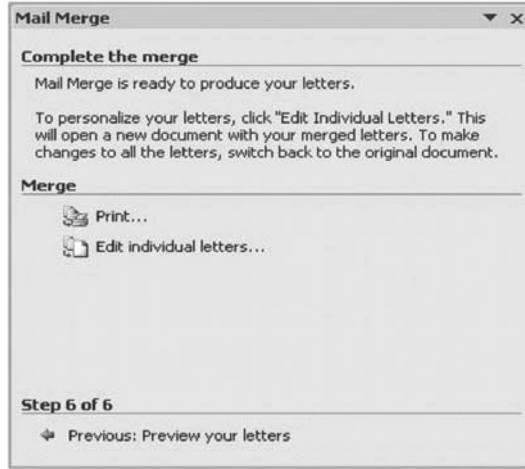 Mail Merge
Complete the merge
Mail Merge is ready to produce your letters.
To personalize your letters, click "Edit Individual Letters." This
will open a new document with your merged letters. To make
changes to all the letters, switch back to the original document.
Merge
Print...
Edit individual letters...
Step 6 of 6
Previous: Preview your letters